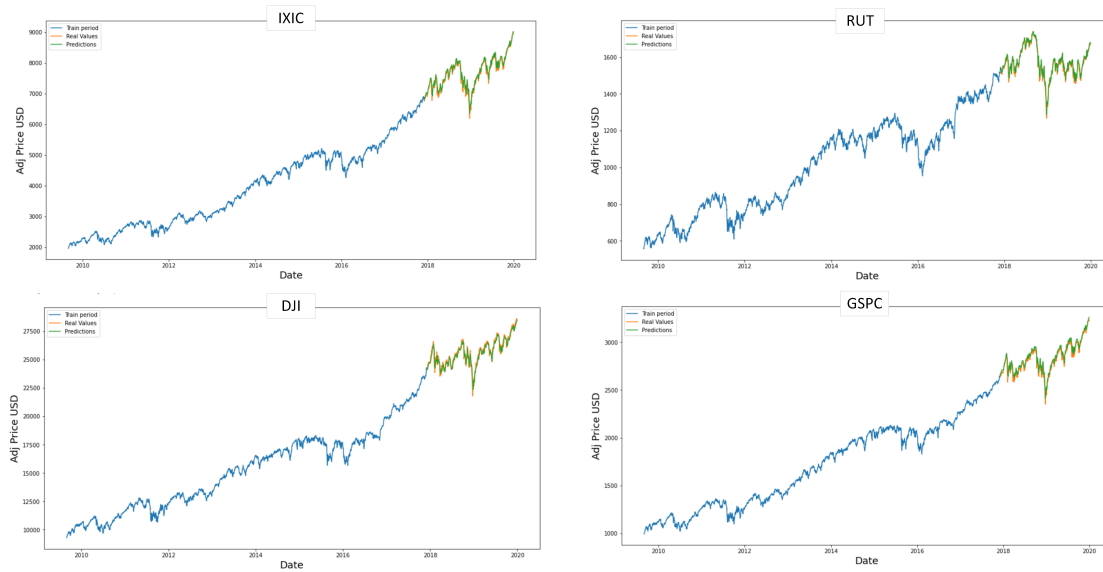 IXIC
Train period
Real Values
Predictions
9000
8000
7000
6000
5000
4000
3000
2000
Adj Price USD
2010 2012 2014 2016 2018 2020
Date
RUT
Train period
Real Values
Predictions
1600
1400
1200
1000
800
600
Adj Price USD
2010 2012 2014 2016 2018 2020
Date
DJI
Train period
Real Values
Predictions
27500
25000
22500
20000
17500
15000
12500
10000
Adj Price USD
2010 2012 2014 2016 2018 2020
Date
GSPC
Train period
Real Values
Predictions
3000
2500
2000
1500
1000
Adj Price USD
2010 2012 2014 2016 2018 2020
Date